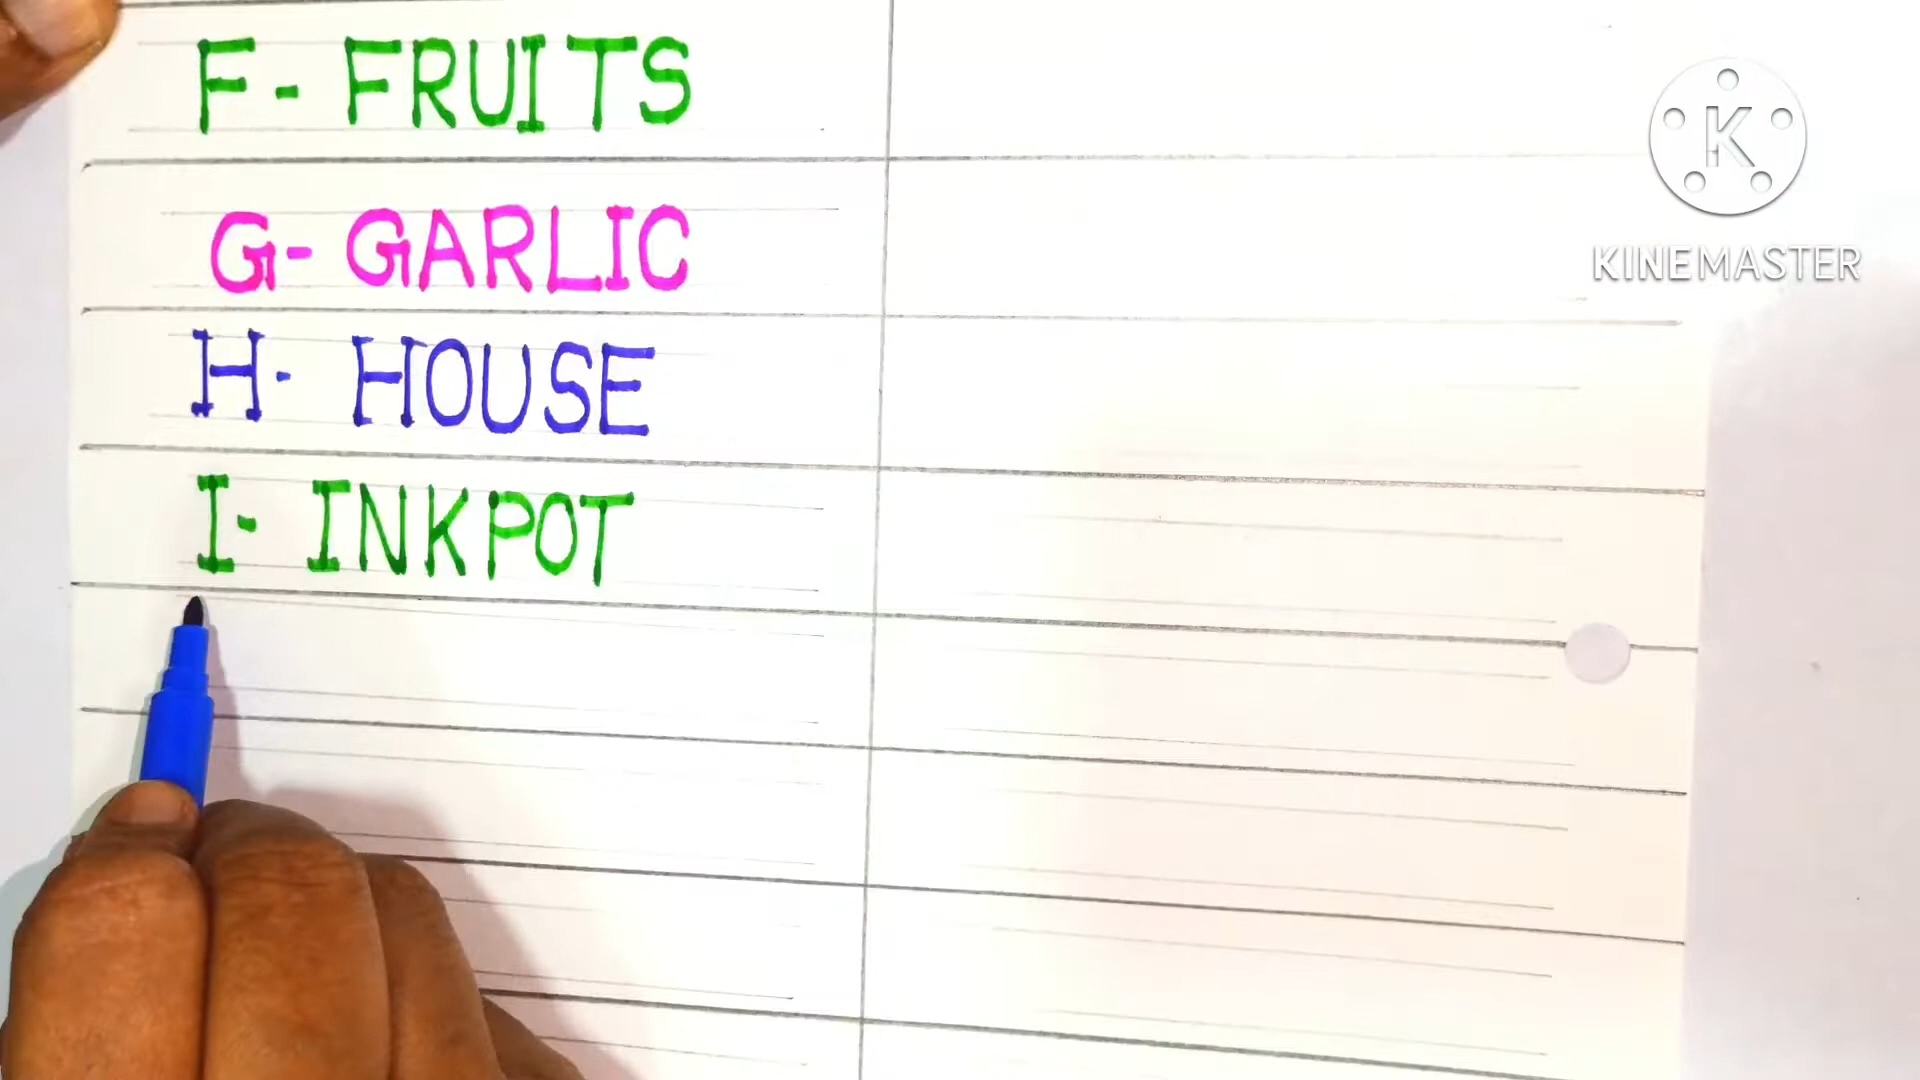 F - FRUITS
G - GARLIC
H - HOUSE
I - INKPOT
K
KINEMASTER